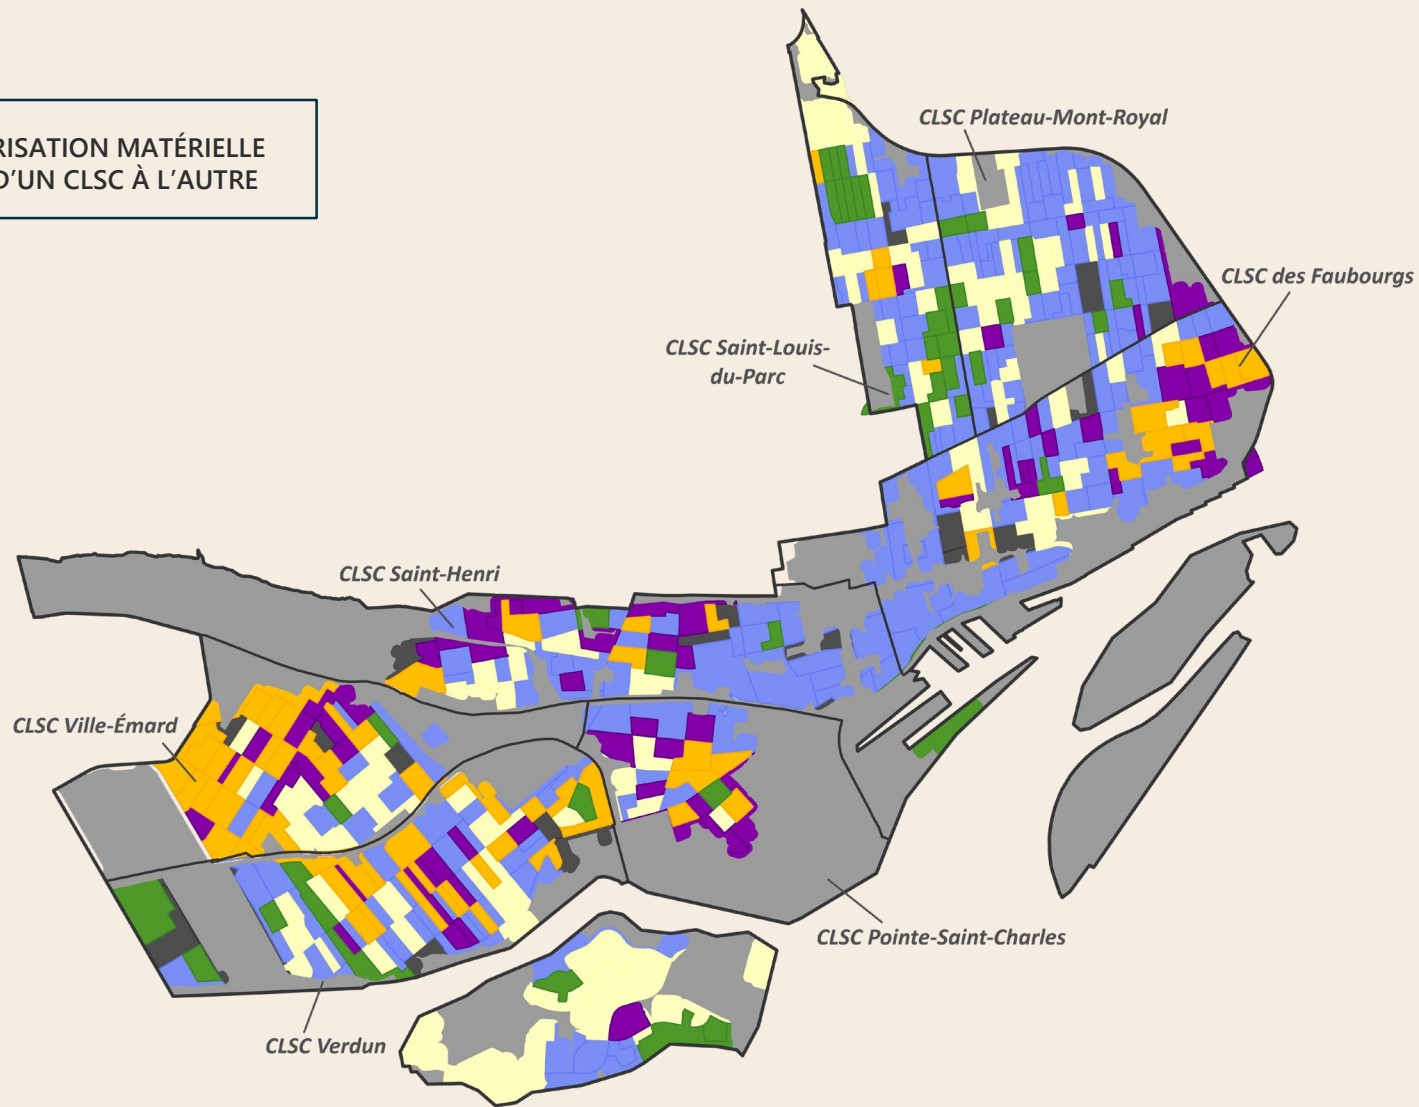 RISATION MATÉRIELLE
D'UN CLSC À L'AUTRE
CLSC Plateau-Mont-Royal
CLSC des Faubourgs
CLSC Saint-Louis-
du-Parc
CLSC Saint-Henri
CLSC Ville-Émard
CLSC Pointe-Saint-Charles
CLSC Verdun